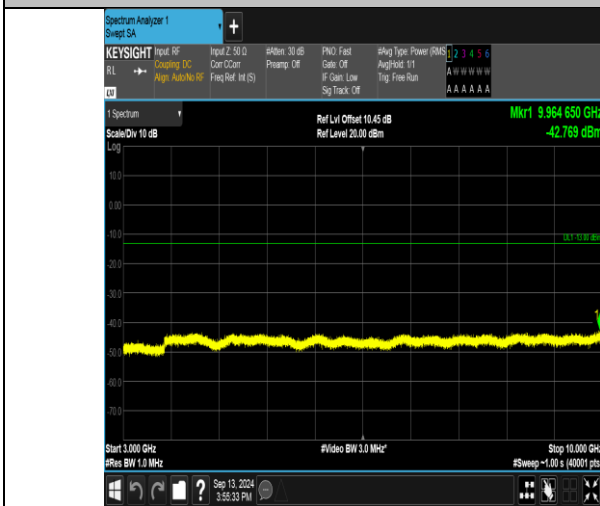 Spectrum Analyzer 1
Swept SA
+
KEYSIGHT Input: RF Input Z: 50 Ω #Atten: 30 dB PNO: Fast #Avg Type: Power (RMS 1 2 3 4 5 6
RL Coupling: DC Corr CCorr Preamp: Off Gate: Off Avg|Hold: 1/1 A W W W W W
Align: Auto/No RF Freq Ref: Int (S) IF Gain: Low Trig: Free Run
Sig Track: Off A A A A A A
1 Spectrum Ref Lvl Offset 10.45 dB Mkr1 9.964 650 GHz
Scale/Div 10 dB Ref Level 20.00 dBm -42.769 dBm
Log
10.0
0.00
-10.0
DL1 -13.00 dBm
-20.0
-30.0
-40.0
-50.0
-60.0
-70.0
Start 3.000 GHz #Video BW 3.0 MHz* Stop 10.000 GHz
#Res BW 1.0 MHz #Sweep ~1.00 s (40001 pts
? Sep 13, 2024
3:55:33 PM